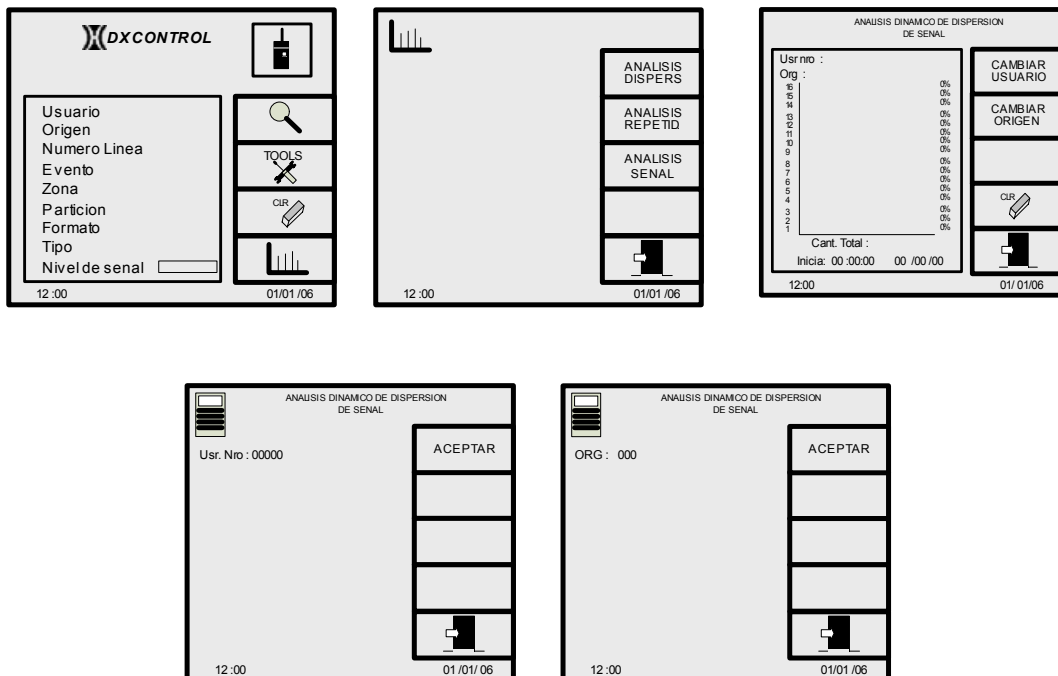 DXCONTROL
Usuario
Origen
Numero Linea
Evento
Zona
Particion
Formato
Tipo
Nivel de senal
TOOLS
CLR
12 :00
01/01 /06
ANALISIS
DISPERS
ANALISIS
REPETID.
ANALISIS
SENAL
12 :00
01/01 /06
ANALISIS DINAMICO DE DISPERSION
DE SENAL
Usr nro :
Org :
16 0%
15 0%
14 0%
13 0%
12 0%
11 0%
10 0%
9 0%
8 0%
7 0%
6 0%
5 0%
4 0%
3 0%
2 0%
1 0%
Cant. Total :
Inicia: 00 :00:00 00 /00 /00
CAMBIAR
USUARIO
CAMBIAR
ORIGEN
CLR
12:00
01/ 01/06
ANALISIS DINAMICO DE DISPERSION
DE SENAL
Usr. Nro : 00000
ACEPTAR
12 :00
01 /01/ 06
ANALISIS DINAMICO DE DISPERSION
DE SENAL
ORG : 000
ACEPTAR
12 :00
01/01 /06